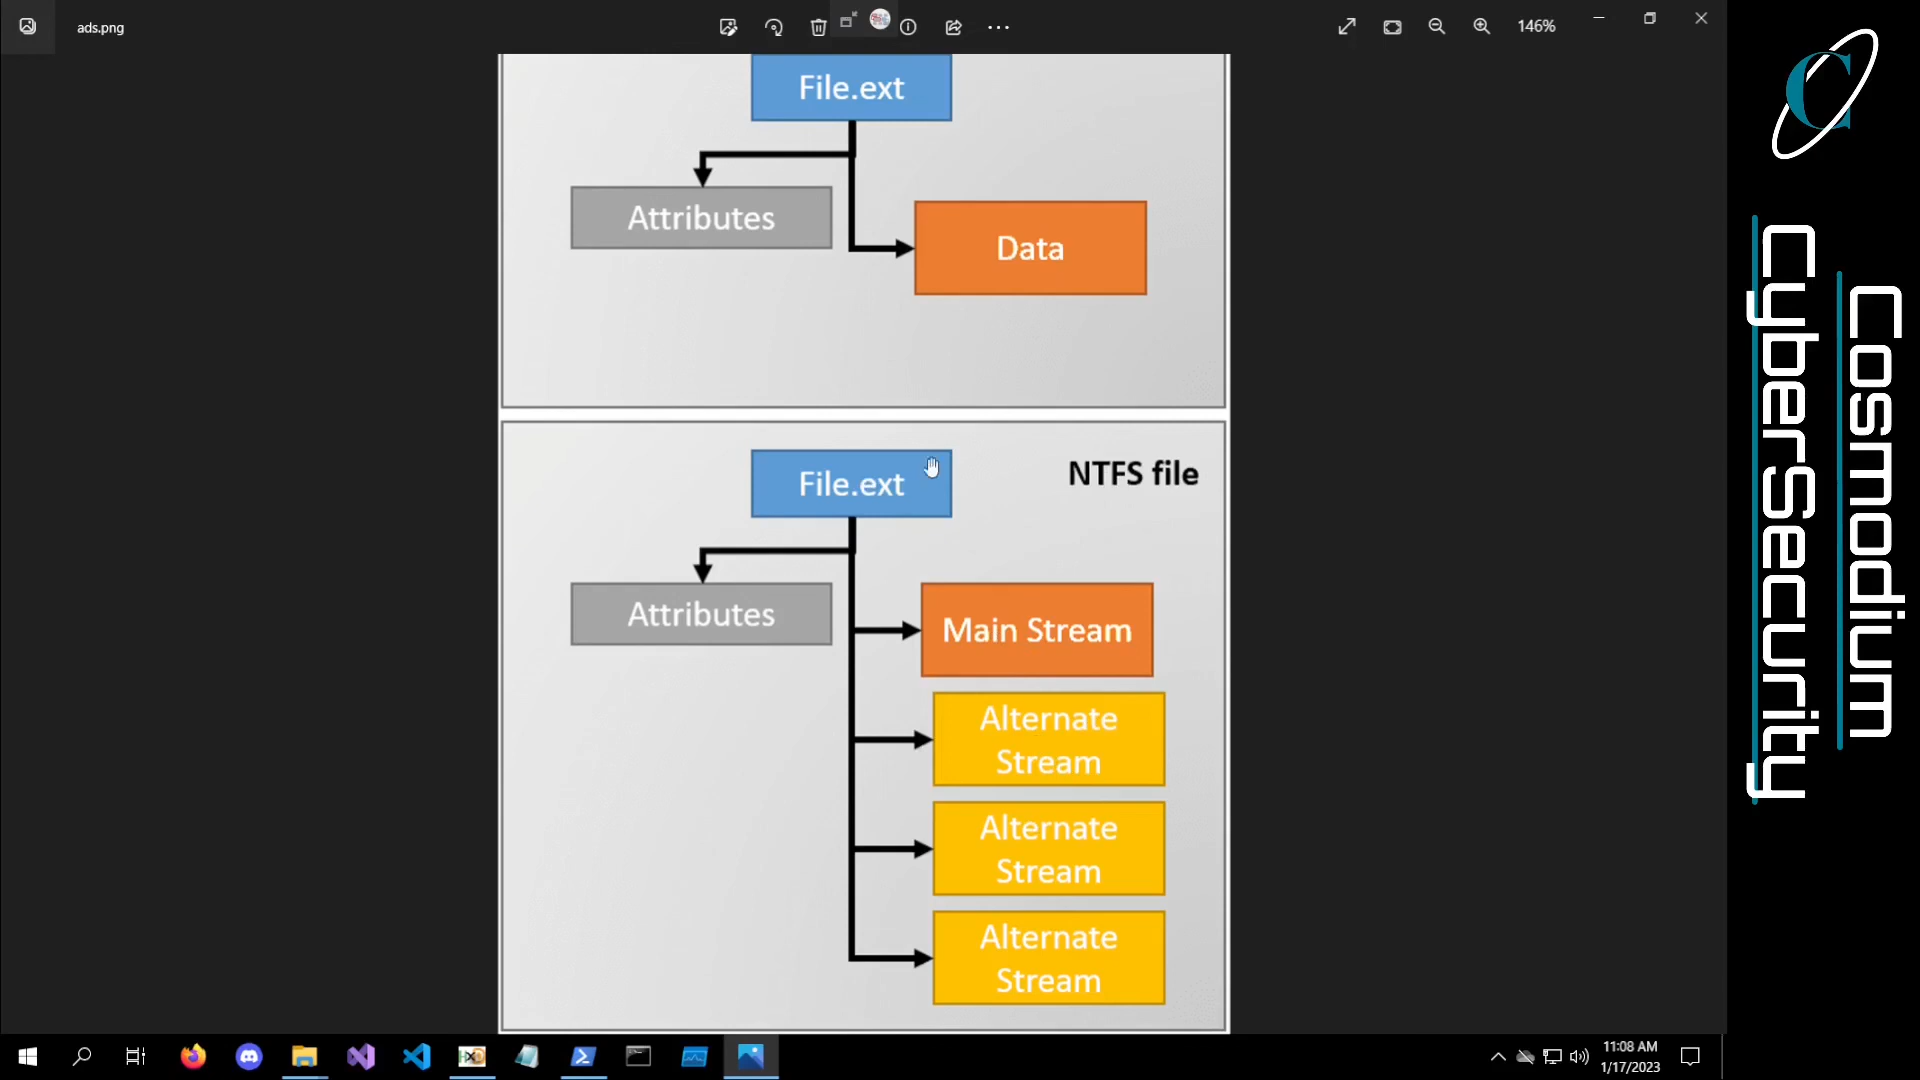 ads.png
146%
File.ext
Attributes
Data
File.ext
NTFS file
Attributes
Main Stream
Alternate
Stream
Alternate
Stream
Alternate
Stream
11:08 AM
1/17/2023
C
Cosmodium
CyberSecurity